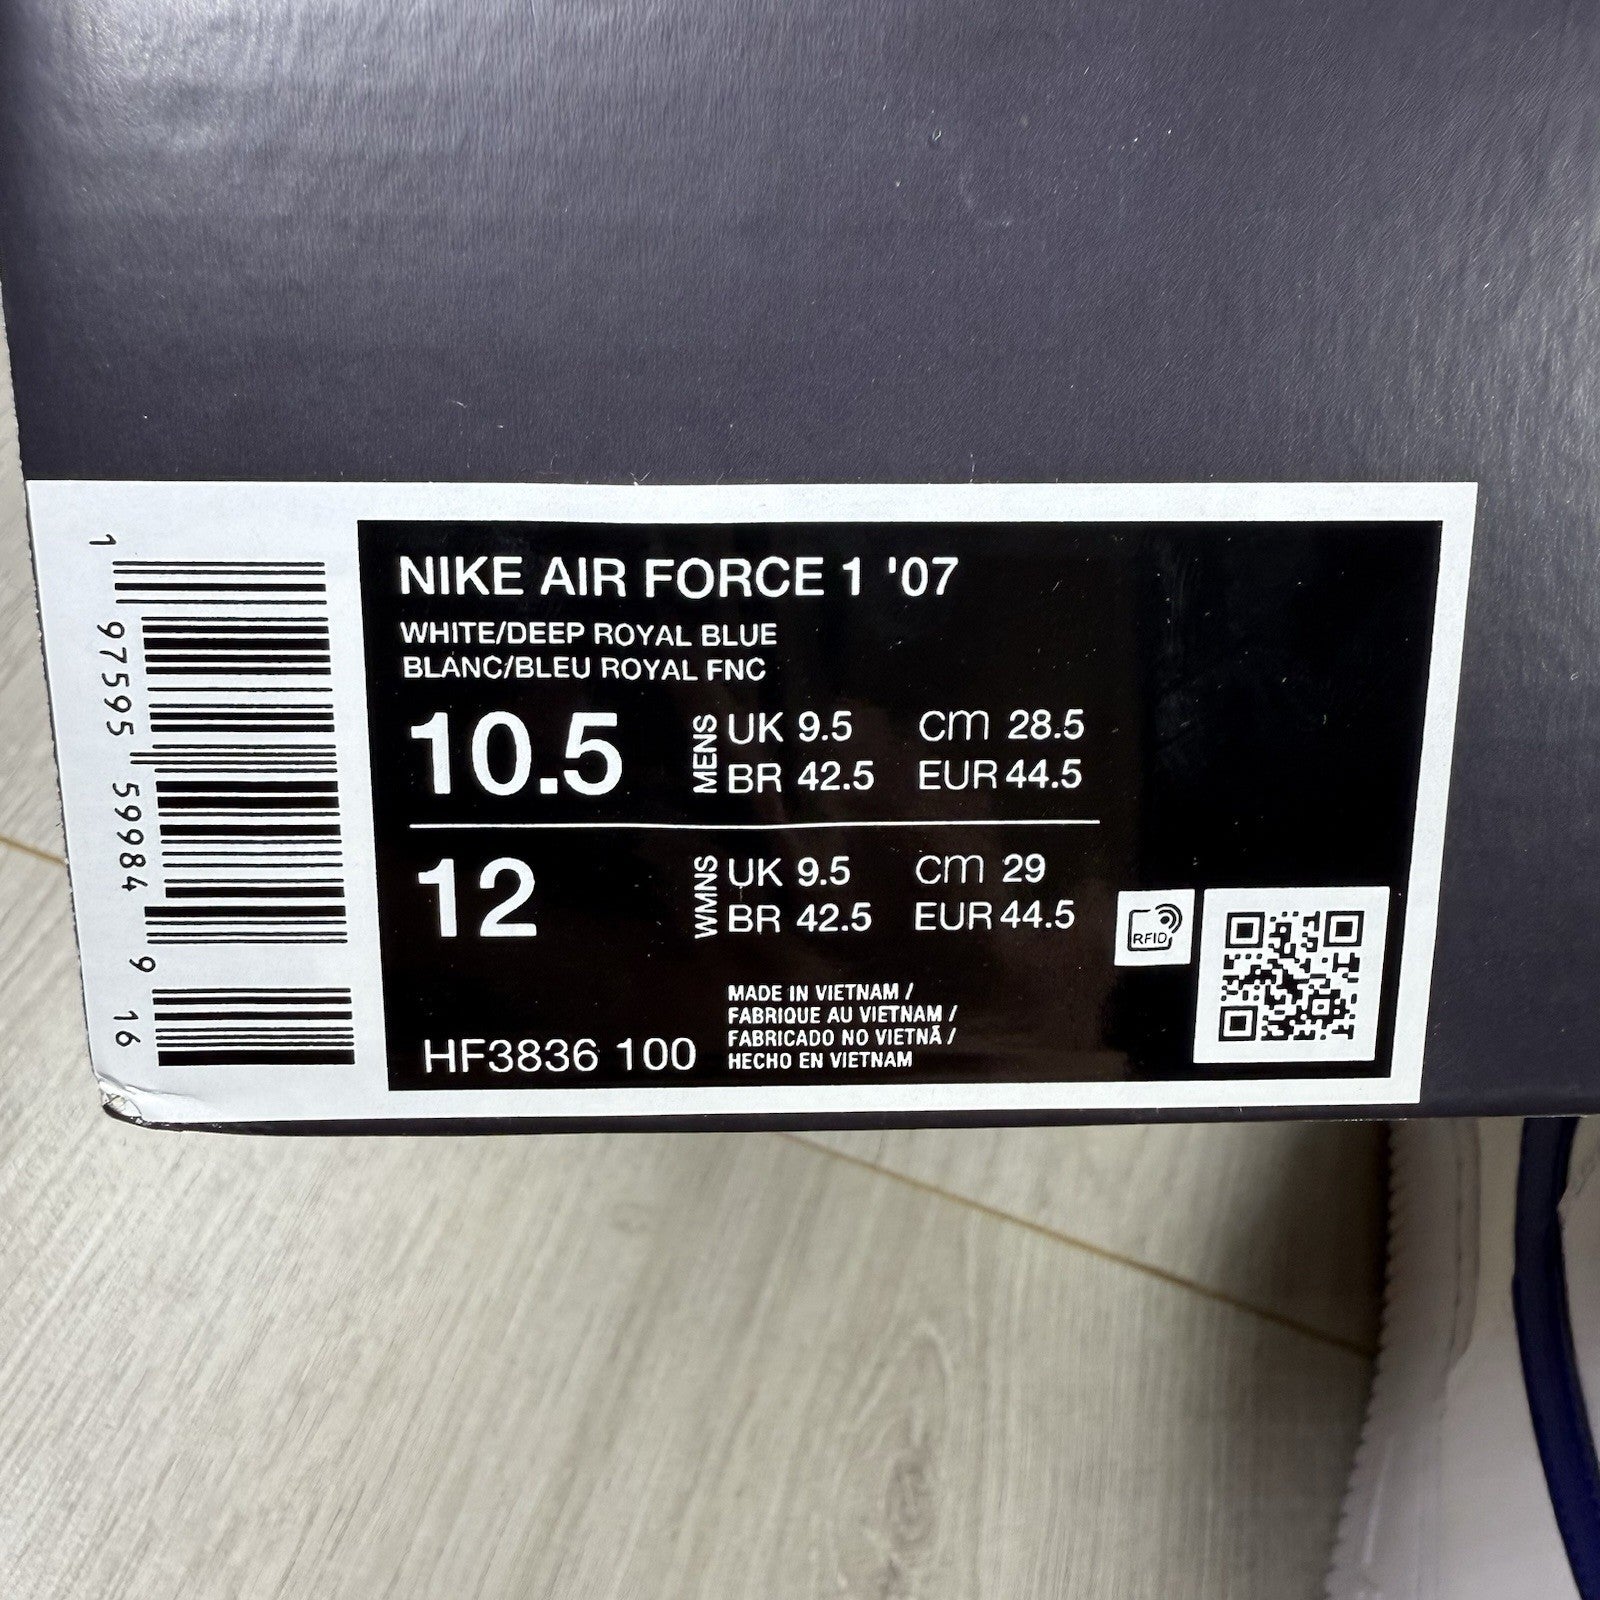 NIKE AIR FORCE 1 '07
WHITE/DEEP ROYAL BLUE
BLANC/BLEU ROYAL FNC
10.5 MENS UK 9.5 CM 28.5
BR 42.5 EUR 44.5
12 WMNS UK 9.5 CM 29
BR 42.5 EUR 44.5
RFID
MADE IN VIETNAM /
FABRIQUE AU VIETNAM /
FABRICADO NO VIETNÃ /
HECHO EN VIETNAM
HF3836 100
1 97595 59984 9 16